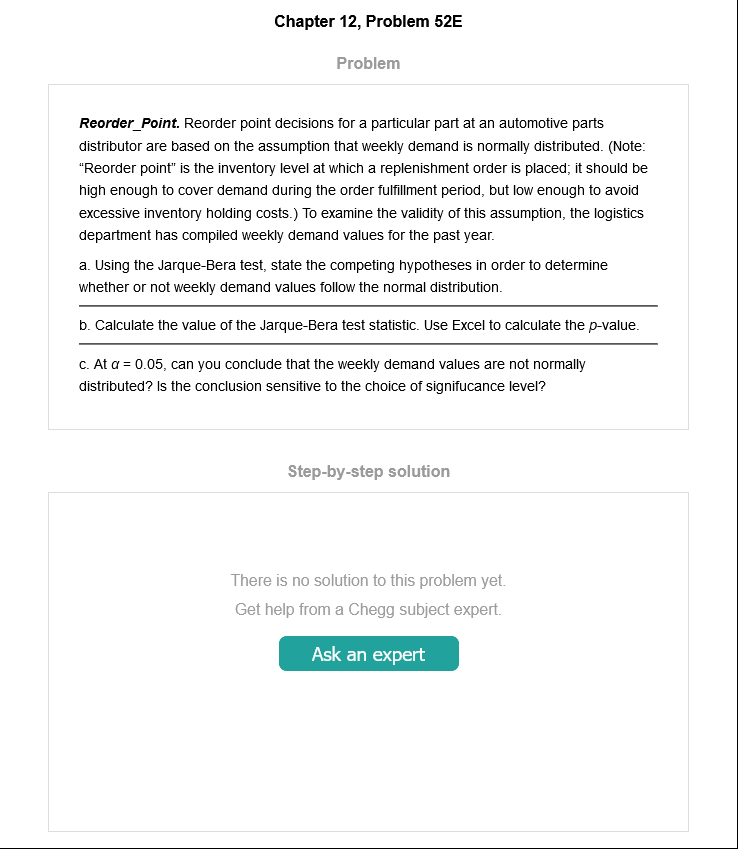 Chapter 12, Problem 52E
Problem
Reorder_Point. Reorder point decisions for a particular part at an automotive parts
distributor are based on the assumption that weekly demand is normally distributed. (Note:
“Reorder point” is the inventory level at which a replenishment order is placed; it should be
high enough to cover demand during the order fulfillment period, but low enough to avoid
excessive inventory holding costs.) To examine the validity of this assumption, the logistics
department has compiled weekly demand values for the past year.
a. Using the Jarque-Bera test, state the competing hypotheses in order to determine
whether or not weekly demand values follow the normal distribution.
b. Calculate the value of the Jarque-Bera test statistic. Use Excel to calculate the p-value.
c. At α = 0.05, can you conclude that the weekly demand values are not normally
distributed? Is the conclusion sensitive to the choice of signifucance level?
Step-by-step solution
There is no solution to this problem yet.
Get help from a Chegg subject expert.
Ask an expert